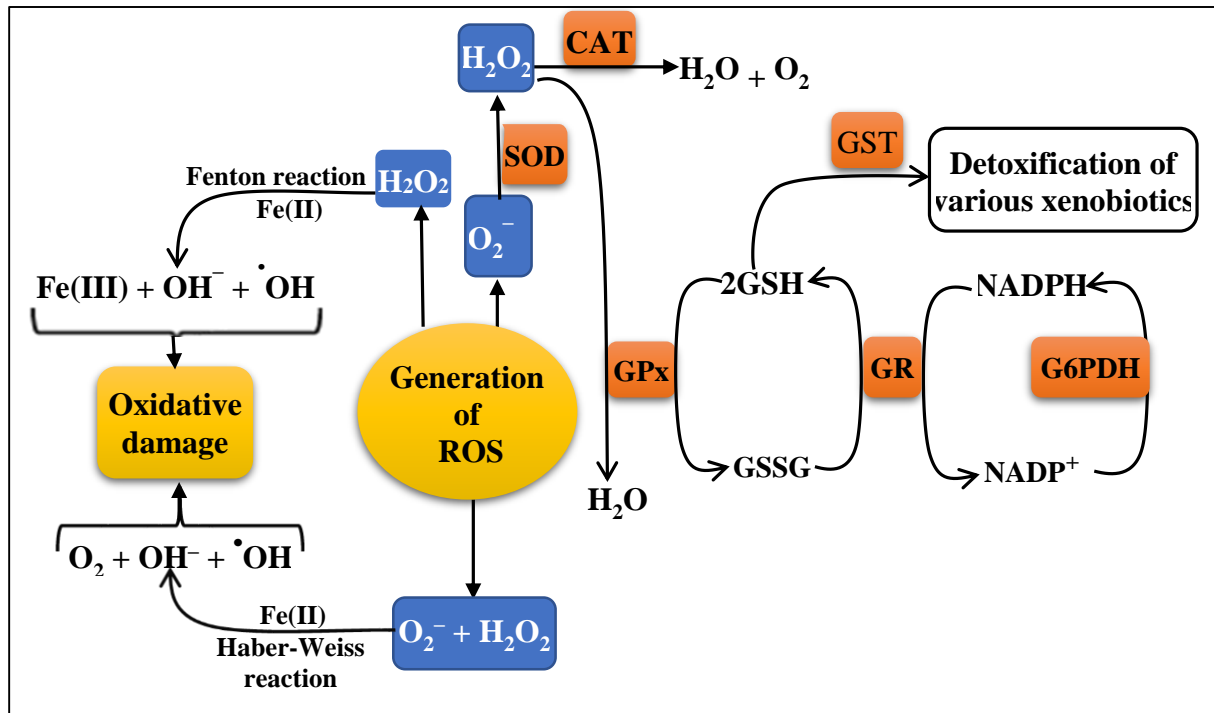 H₂O₂
CAT
H₂O + O₂
SOD
GST
Detoxification of
various xenobiotics
Fenton reaction
Fe(II)
H₂O₂
O₂⁻
Fe(III) + OH⁻ + •OH
2GSH
NADPH
Oxidative
damage
Generation
of
ROS
GPx
GR
G6PDH
GSSG
NADP⁺
H₂O
O₂ + OH⁻ + •OH
Fe(II)
Haber-Weiss
reaction
O₂⁻ + H₂O₂